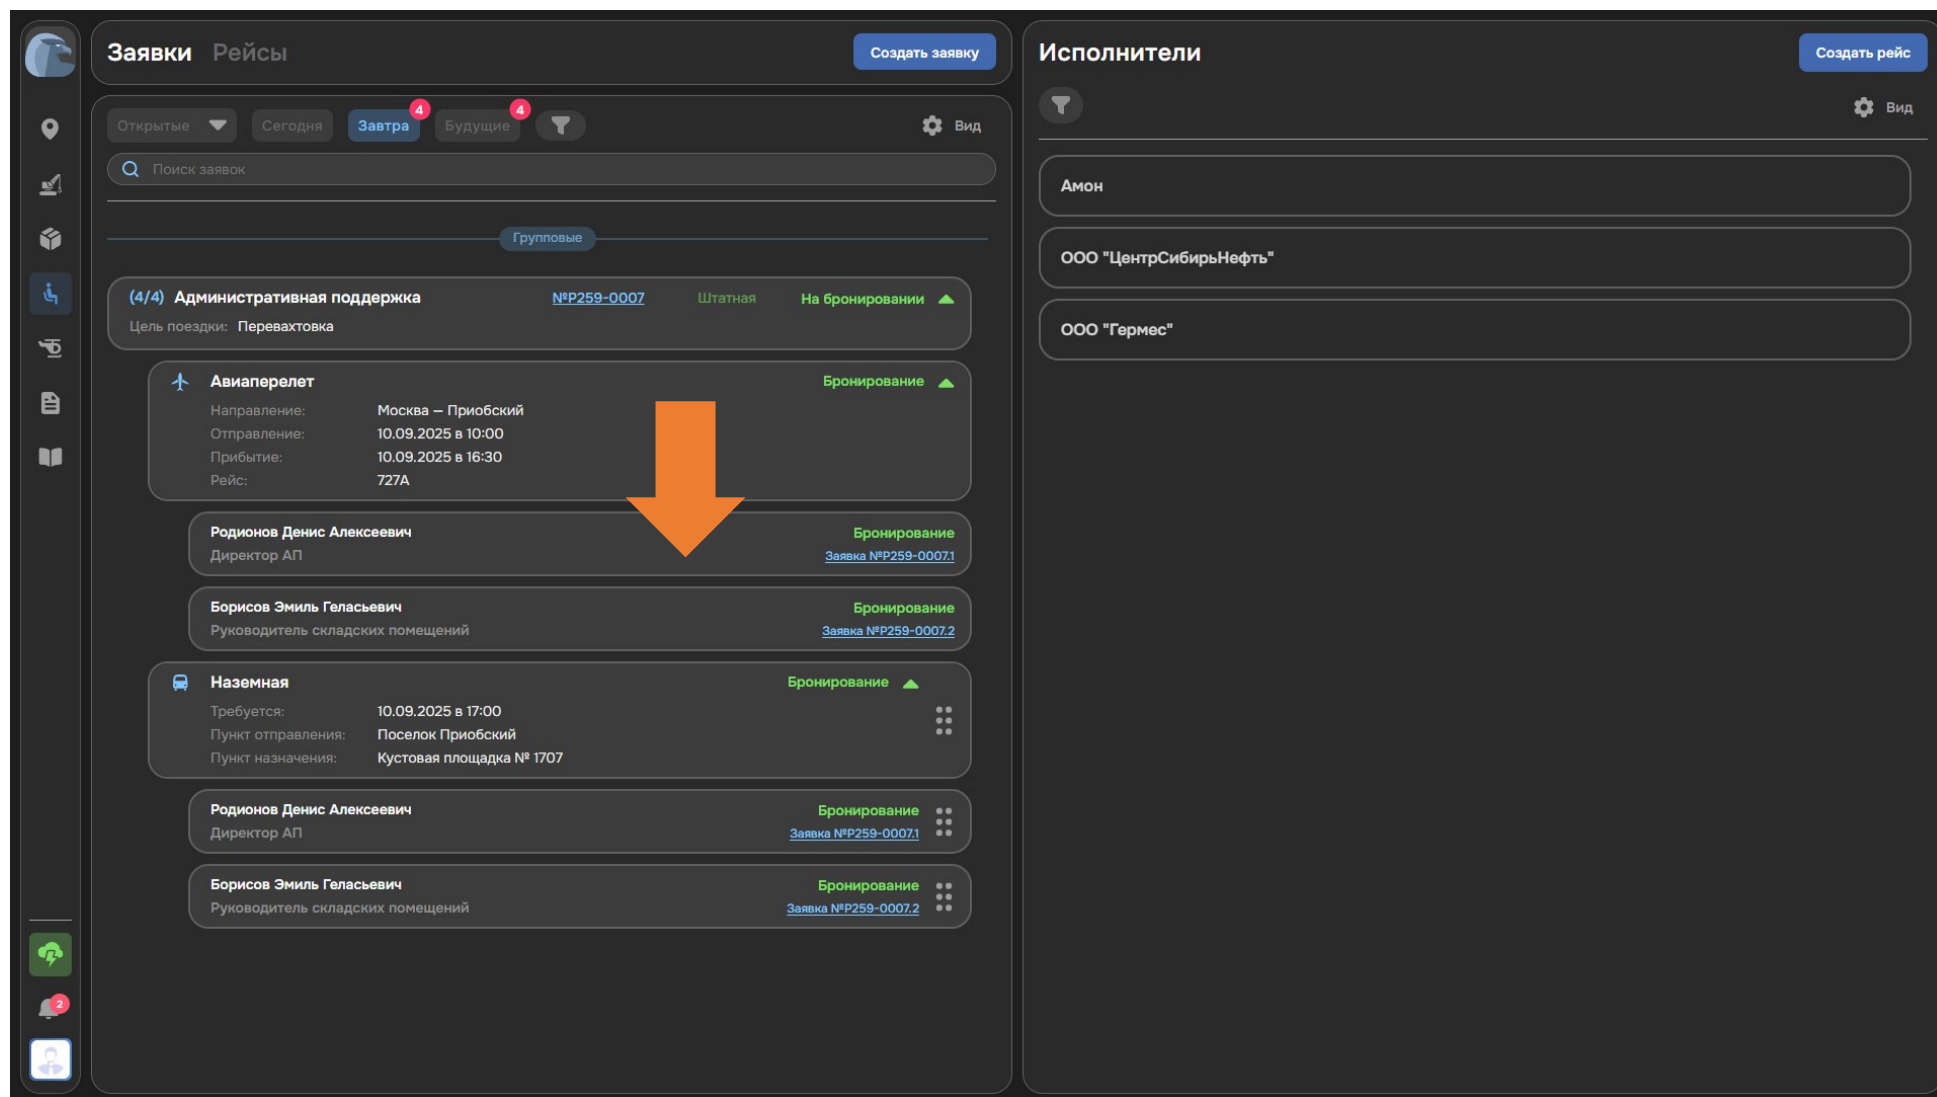 Заявки Рейсы
Создать заявку
Открытые
Сегодня
Завтра
4
Будущие
4
Вид
Поиск заявок
Групповые
(4/4) Административная поддержка
№Р259-0007
Штатная
На бронировании
Цель поездки: Перевахтовка
Авиаперелет
Бронирование
Направление: Москва — Приобский
Отправление: 10.09.2025 в 10:00
Прибытие: 10.09.2025 в 16:30
Рейс: 727А
Родионов Денис Алексеевич
Бронирование
Директор АП
Заявка №Р259-0007.1
Борисов Эмиль Геласьевич
Бронирование
Руководитель складских помещений
Заявка №Р259-0007.2
Наземная
Бронирование
Требуется: 10.09.2025 в 17:00
Пункт отправления: Поселок Приобский
Пункт назначения: Кустовая площадка № 1707
Родионов Денис Алексеевич
Бронирование
Директор АП
Заявка №Р259-0007.1
Борисов Эмиль Геласьевич
Бронирование
Руководитель складских помещений
Заявка №Р259-0007.2
2
Исполнители
Создать рейс
Вид
Амон
ООО "ЦентрСибирьНефть"
ООО "Гермес"